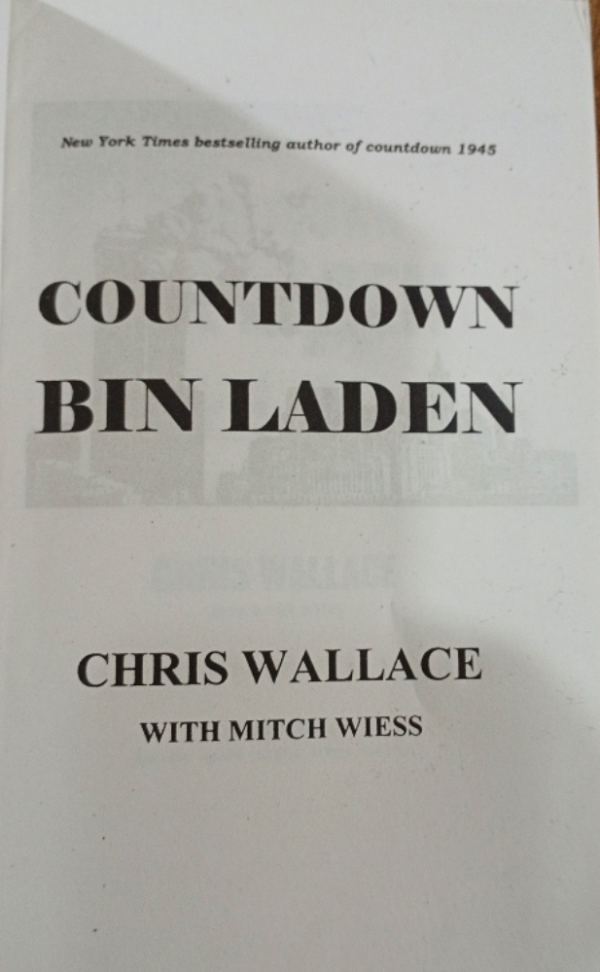 New York Times bestselling author of countdown 1945
COUNTDOWN
BIN LADEN
CHRIS WALLACE
WITH MITCH WIESS